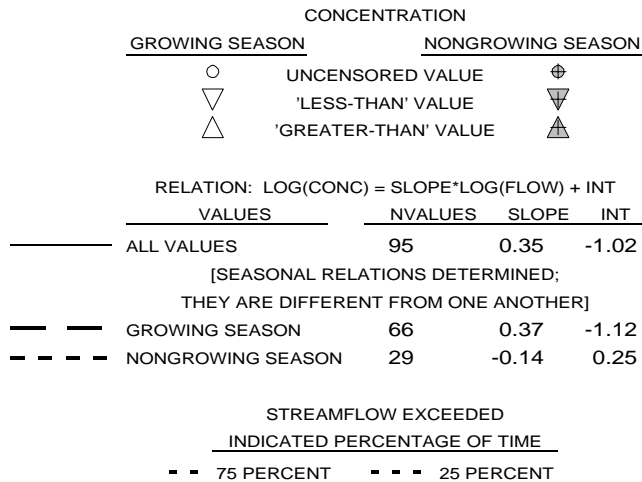 CONCENTRATION
GROWING SEASON NONGROWING SEASON
UNCENSORED VALUE
'LESS-THAN' VALUE
'GREATER-THAN' VALUE
RELATION: LOG(CONC) = SLOPE*LOG(FLOW) + INT
VALUES NVALUES SLOPE INT
ALL VALUES 95 0.35 -1.02
[SEASONAL RELATIONS DETERMINED;
THEY ARE DIFFERENT FROM ONE ANOTHER]
GROWING SEASON 66 0.37 -1.12
NONGROWING SEASON 29 -0.14 0.25
STREAMFLOW EXCEEDED
INDICATED PERCENTAGE OF TIME
75 PERCENT 25 PERCENT